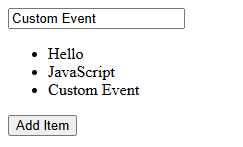 Custom Event
Hello
JavaScript
Custom Event
Add Item